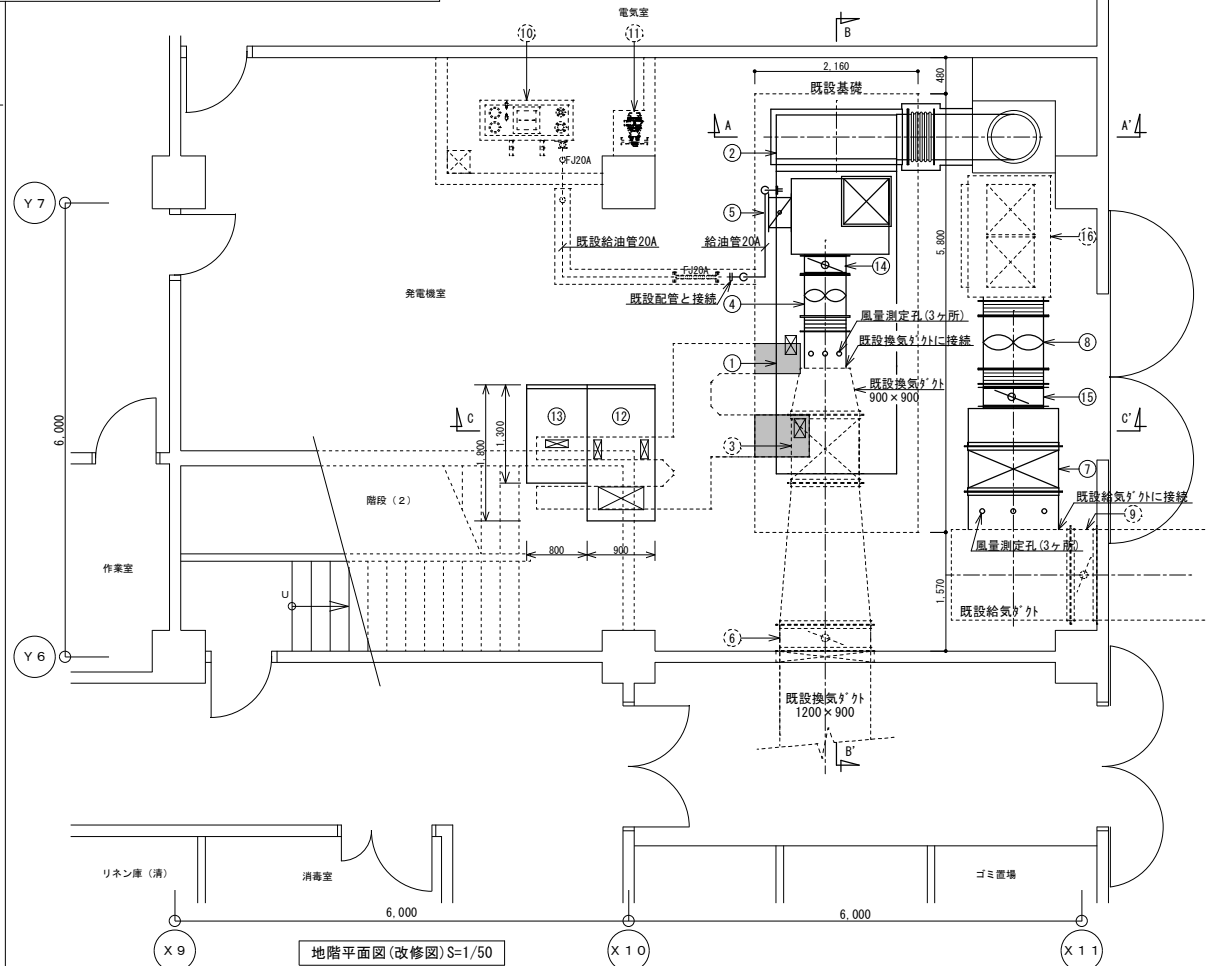 電気室
⑩
⑪
B
2,160
480
既設基礎
A
A'
②
FJ20A
Y7
⑤
既設給油管20A
給油管20A
5,800
⑯
⑭
FJ20A
発電機室
既設配管と接続
④
風量測定孔(3ヶ所)
既設換気ダクトに接続
⑧
①
既設換気ダクト
900×900
⑮
6,000
C
⑬
⑫
C'
1,800
1,300
③
⑦
階段(2)
既設給気ダクトに接続
⑨
風量測定孔(3ヶ所)
800
900
作業室
U
1,570
既設給気ダクト
⑥
Y6
既設換気ダクト
1200×900
B'
リネン庫(清)
消毒室
ゴミ置場
6,000
6,000
X9
地階平面図(改修図)S=1/50
X10
X11